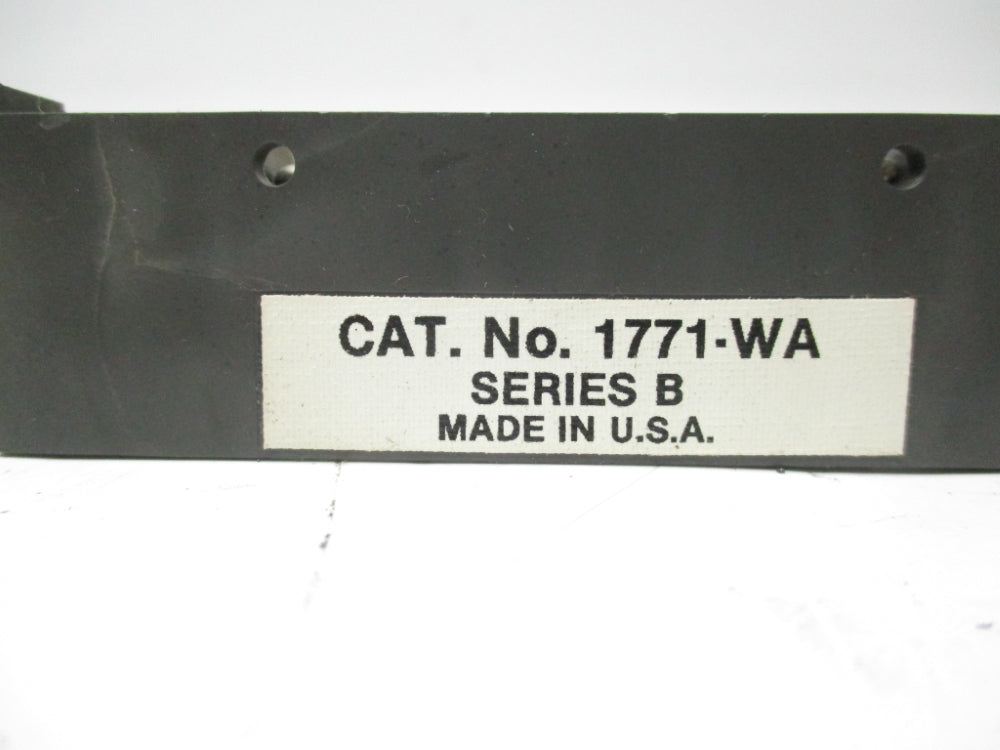 CAT. No. 1771-WA
SERIES B
MADE IN U.S.A.